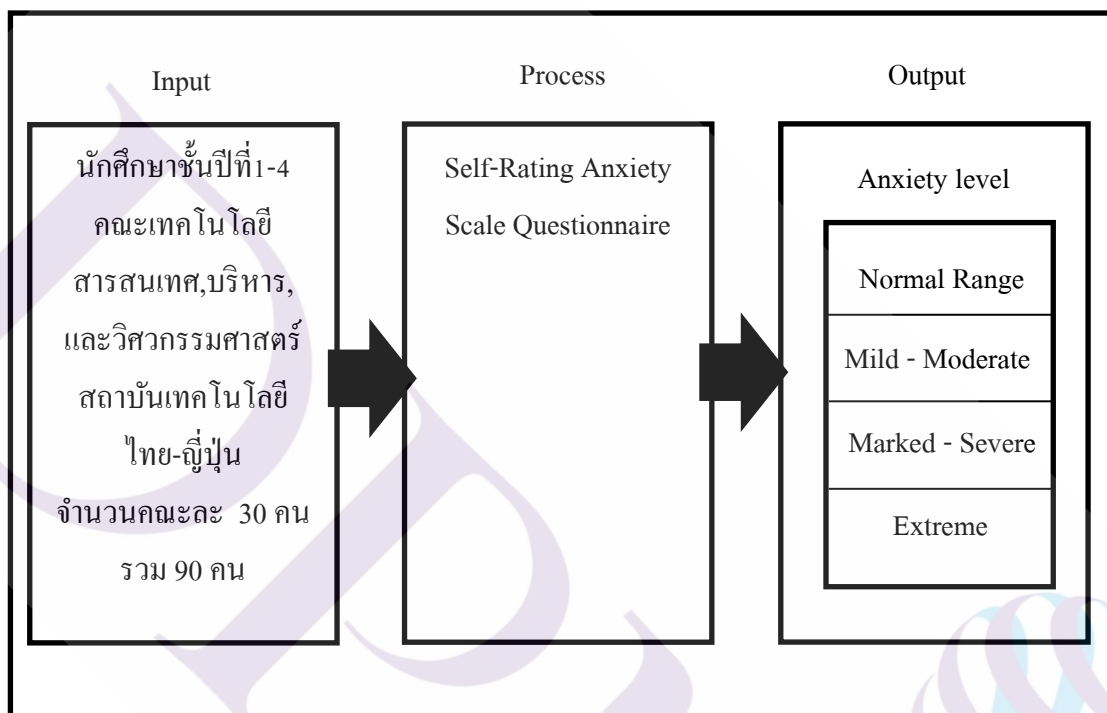 Input
นักศึกษาชั้นปีที่1-4
คณะเทคโนโลยี
สารสนเทศ,บริหาร,
และวิศวกรรมศาสตร์
สถาบันเทคโนโลยี
ไทย-ญี่ปุ่น
จำนวนคณะละ 30 คน
รวม 90 คน
Process
Self-Rating Anxiety
Scale Questionnaire
Output
Anxiety level
Normal Range
Mild - Moderate
Marked - Severe
Extreme